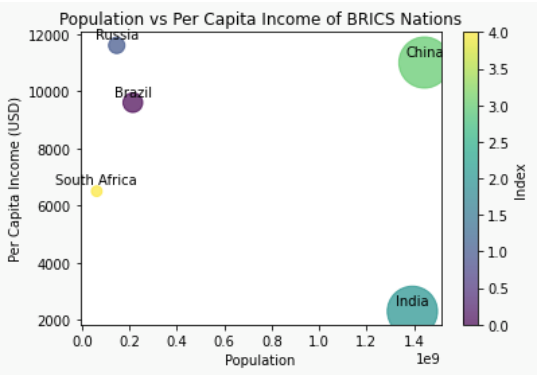 Population vs Per Capita Income of BRICS Nations
12000
10000
8000
6000
4000
2000
Per Capita Income (USD)
Russia
China
Brazil
South Africa
India
0.0 0.2 0.4 0.6 0.8 1.0 1.2 1.4
1e9
Population
4.0
3.5
3.0
2.5
2.0
1.5
1.0
0.5
0.0
Index